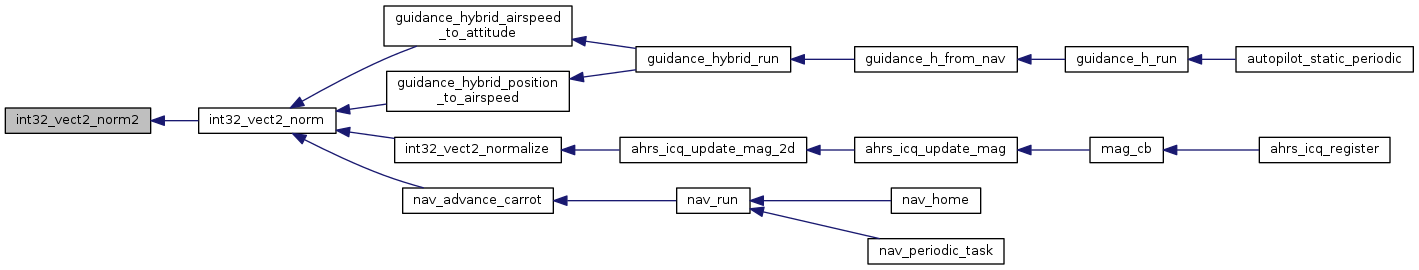 int32_vect2_norm2
int32_vect2_norm
guidance_hybrid_airspeed
_to_attitude
guidance_hybrid_position
_to_airspeed
guidance_hybrid_run
guidance_h_from_nav
guidance_h_run
autopilot_static_periodic
int32_vect2_normalize
ahrs_icq_update_mag_2d
ahrs_icq_update_mag
mag_cb
ahrs_icq_register
nav_advance_carrot
nav_run
nav_home
nav_periodic_task